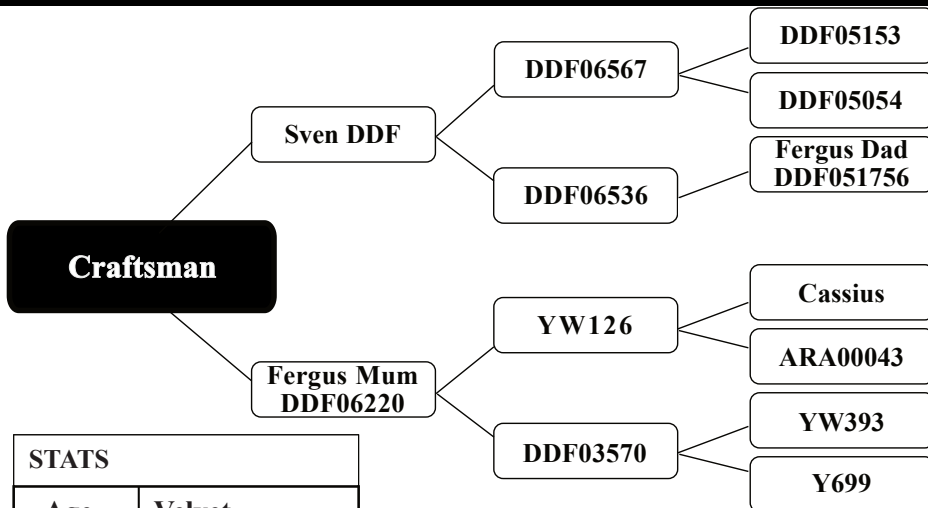 DDF05153
DDF06567
DDF05054
Sven DDF
Fergus Dad
DDF051756
DDF06536
Craftsman
Cassius
YW126
ARA00043
Fergus Mum
DDF06220
YW393
DDF03570
Y699
STATS
Age Velvet